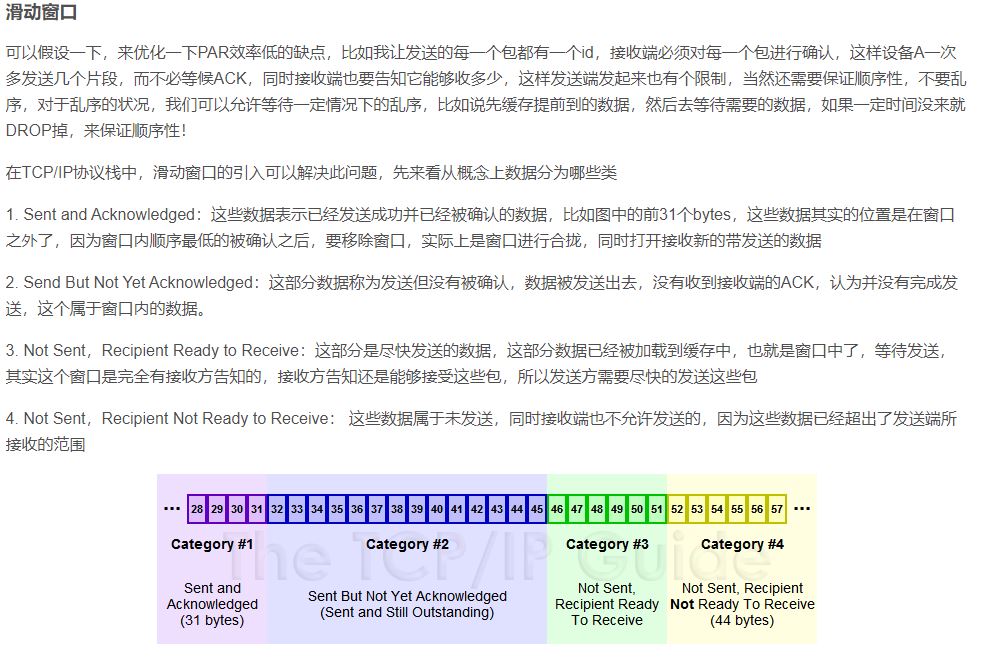 滑动窗口
可以假设一下，来优化一下PAR效率低的缺点，比如我让发送的每一个包都有一个id，接收端必须对每一个包进行确认，这样设备A一次
多发送几个片段，而不必等候ACK，同时接收端也要告知它能够收多少，这样发送端发起来也有个限制，当然还需要保证顺序性，不要乱
序，对于乱序的状况，我们可以允许等待一定情况下的乱序，比如说先缓存提前到的数据，然后去等待需要的数据，如果一定时间没来就
DROP掉，来保证顺序性！
在TCP/IP协议栈中，滑动窗口的引入可以解决此问题，先来看从概念上数据分为哪些类
1. Sent and Acknowledged：这些数据表示已经发送成功并已经被确认的数据，比如图中的前31个bytes，这些数据其实的位置是在窗口
之外了，因为窗口内顺序最低的被确认之后，要移除窗口，实际上是窗口进行合拢，同时打开接收新的带发送的数据
2. Send But Not Yet Acknowledged：这部分数据称为发送但没有被确认，数据被发送出去，没有收到接收端的ACK，认为并没有完成发
送，这个属于窗口内的数据。
3. Not Sent，Recipient Ready to Receive：这部分是尽快发送的数据，这部分数据已经被加载到缓存中，也就是窗口中了，等待发送，
其实这个窗口是完全有接收方告知的，接收方告知还是能够接受这些包，所以发送方需要尽快的发送这些包
4. Not Sent，Recipient Not Ready to Receive： 这些数据属于未发送，同时接收端也不允许发送的，因为这些数据已经超出了发送端所
接收的范围
... 28 29 30 31 32 33 34 35 36 37 38 39 40 41 42 43 44 45 46 47 48 49 50 51 52 53 54 55 56 57 ...
Category #1 Category #2 Category #3 Category #4
The TCP/IP Guide
Sent and
Acknowledged
(31 bytes)
Sent But Not Yet Acknowledged
(Sent and Still Outstanding)
Not Sent,
Recipient Ready
To Receive
Not Sent, Recipient
Not Ready To Receive
(44 bytes)